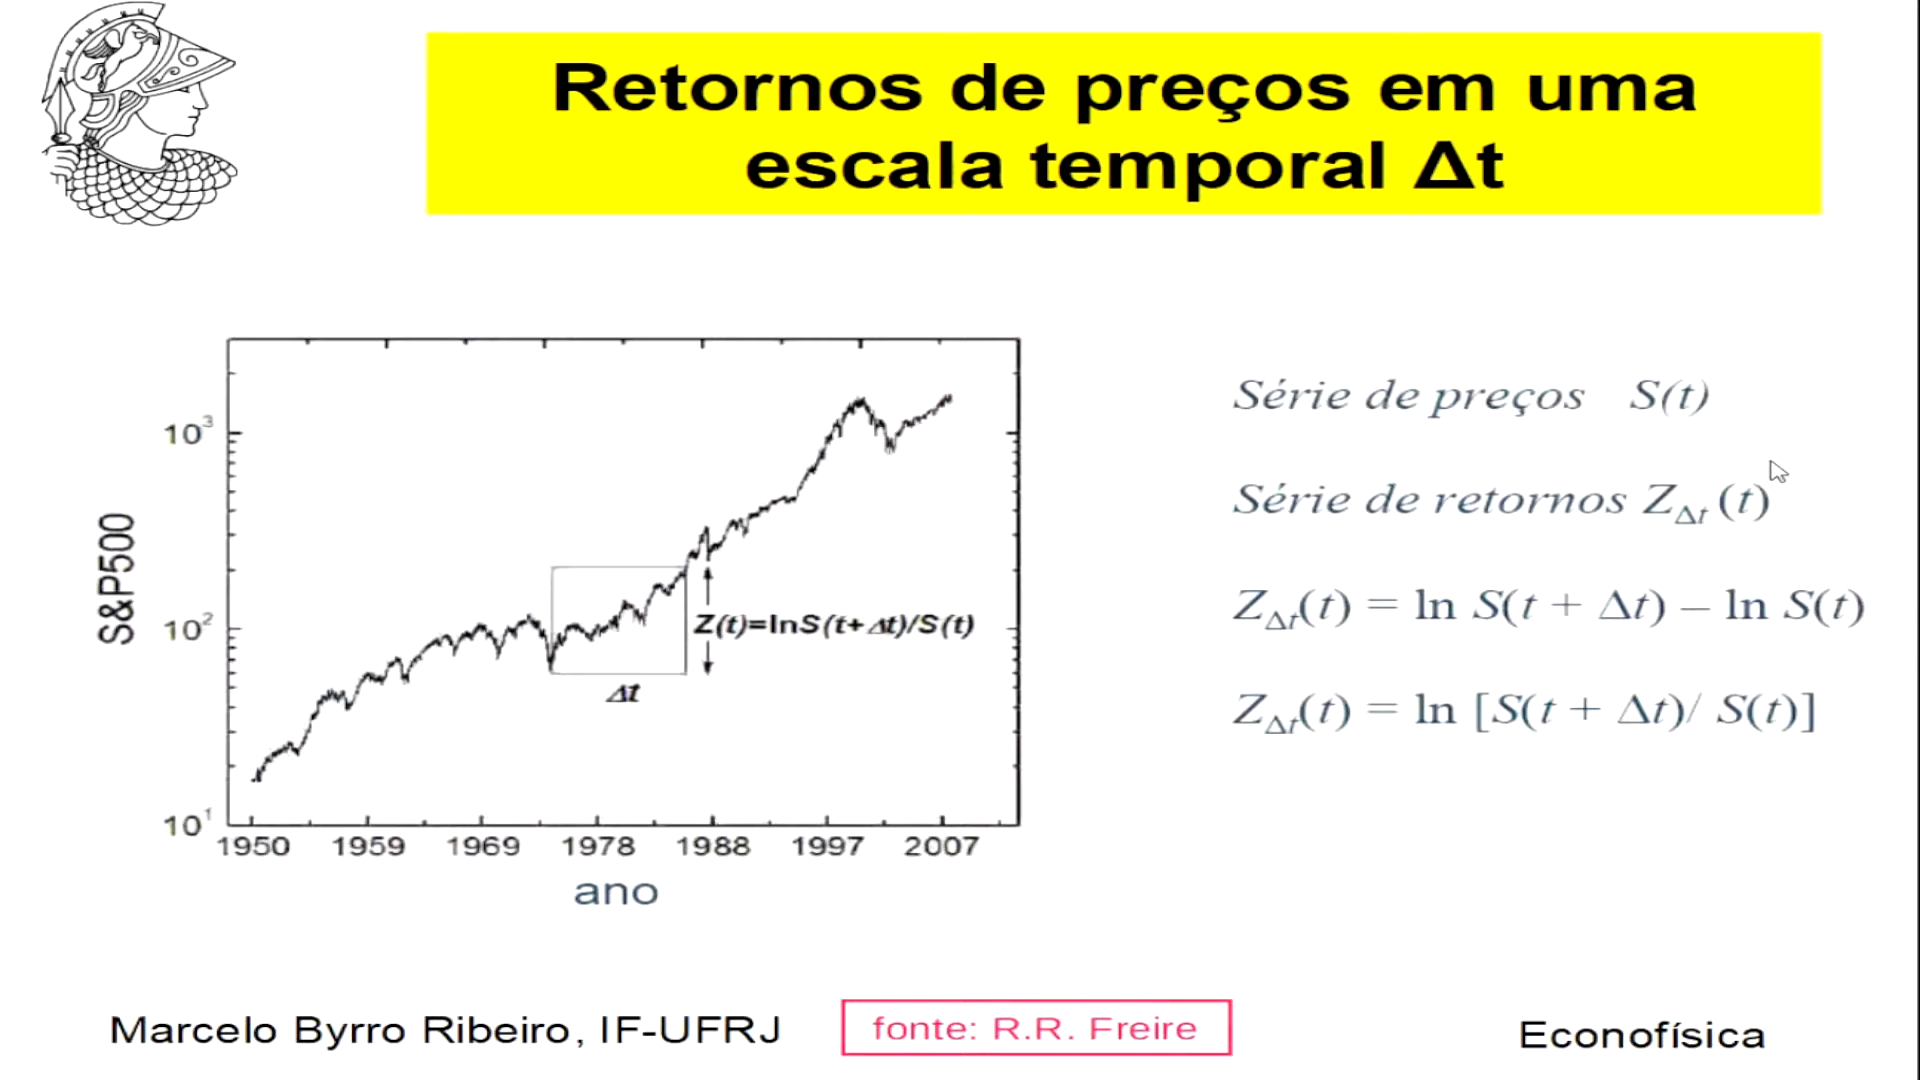 Retornos de preços em uma
escala temporal Δt
Série de preços S(t)
Série de retornos Z_Δt (t)
Z_Δt(t) = ln S(t + Δt) – ln S(t)
Z_Δt(t) = ln [S(t + Δt)/ S(t)]
S&P500
10³
10²
10¹
Z(t)=lnS(t+Δt)/S(t)
Δt
1950 1959 1969 1978 1988 1997 2007
ano
Marcelo Byrro Ribeiro, IF-UFRJ
fonte: R.R. Freire
Econofísica